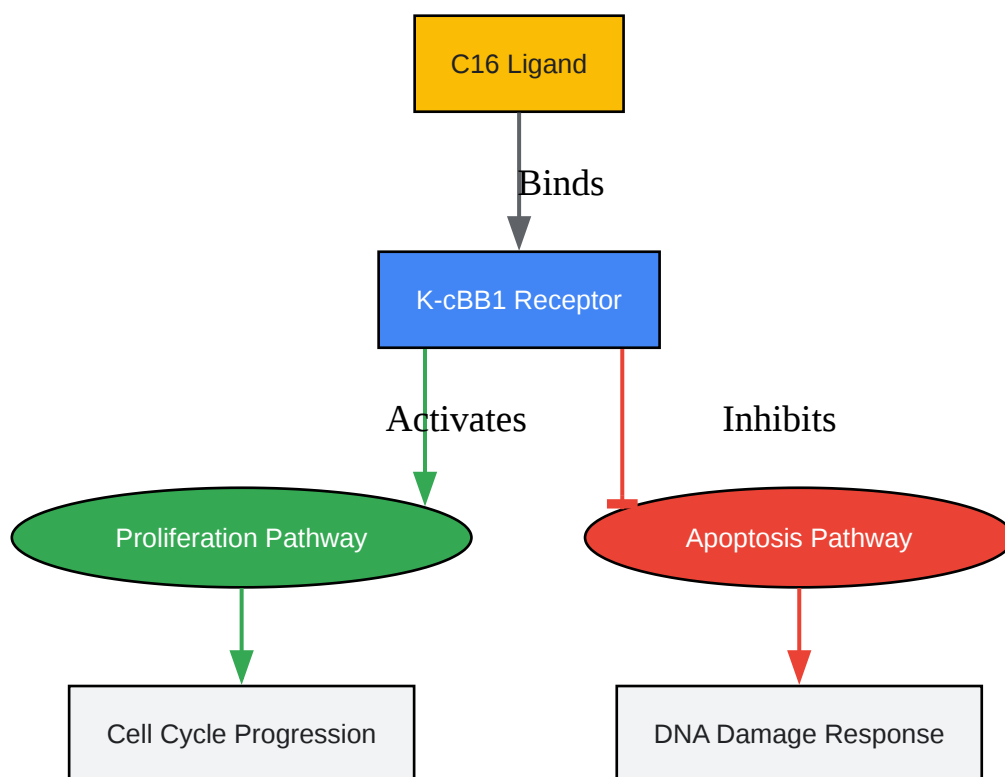 C16 Ligand
Binds
K-cBB1 Receptor
Activates
Inhibits
Proliferation Pathway
Apoptosis Pathway
Cell Cycle Progression
DNA Damage Response